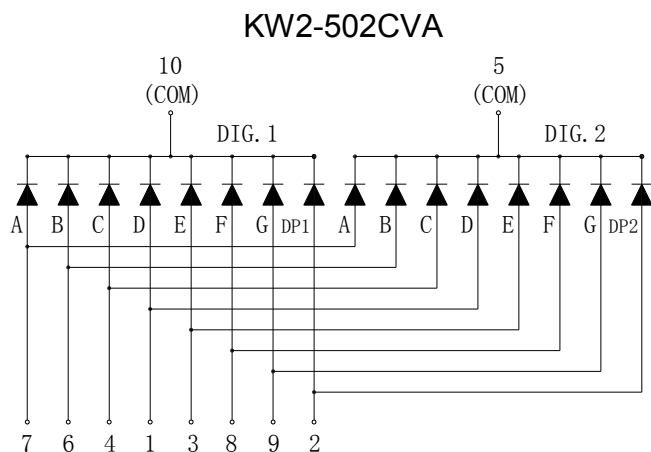 KW2-502CVA
10 5
(COM) (COM)
DIG.1 DIG.2
A B C D E F G DP1 A B C D E F G DP2
7 6 4 1 3 8 9 2